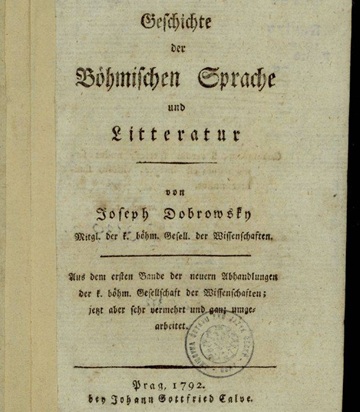 Geschichte
der
Böhmischen Sprache
und
Litteratur
von
Joseph Dobrowsky
Mitgl. der k. böhm. Gesell. der Wissenschaften.
Aus dem ersten Bande der neuern Abhandlungen
der k. böhm. Gesellschaft der Wissenschaften;
jetzt aber sehr vermehrt und ganz umge-
arbeitet.
Prag, 1792.
bey Johann Gottfried Calve.